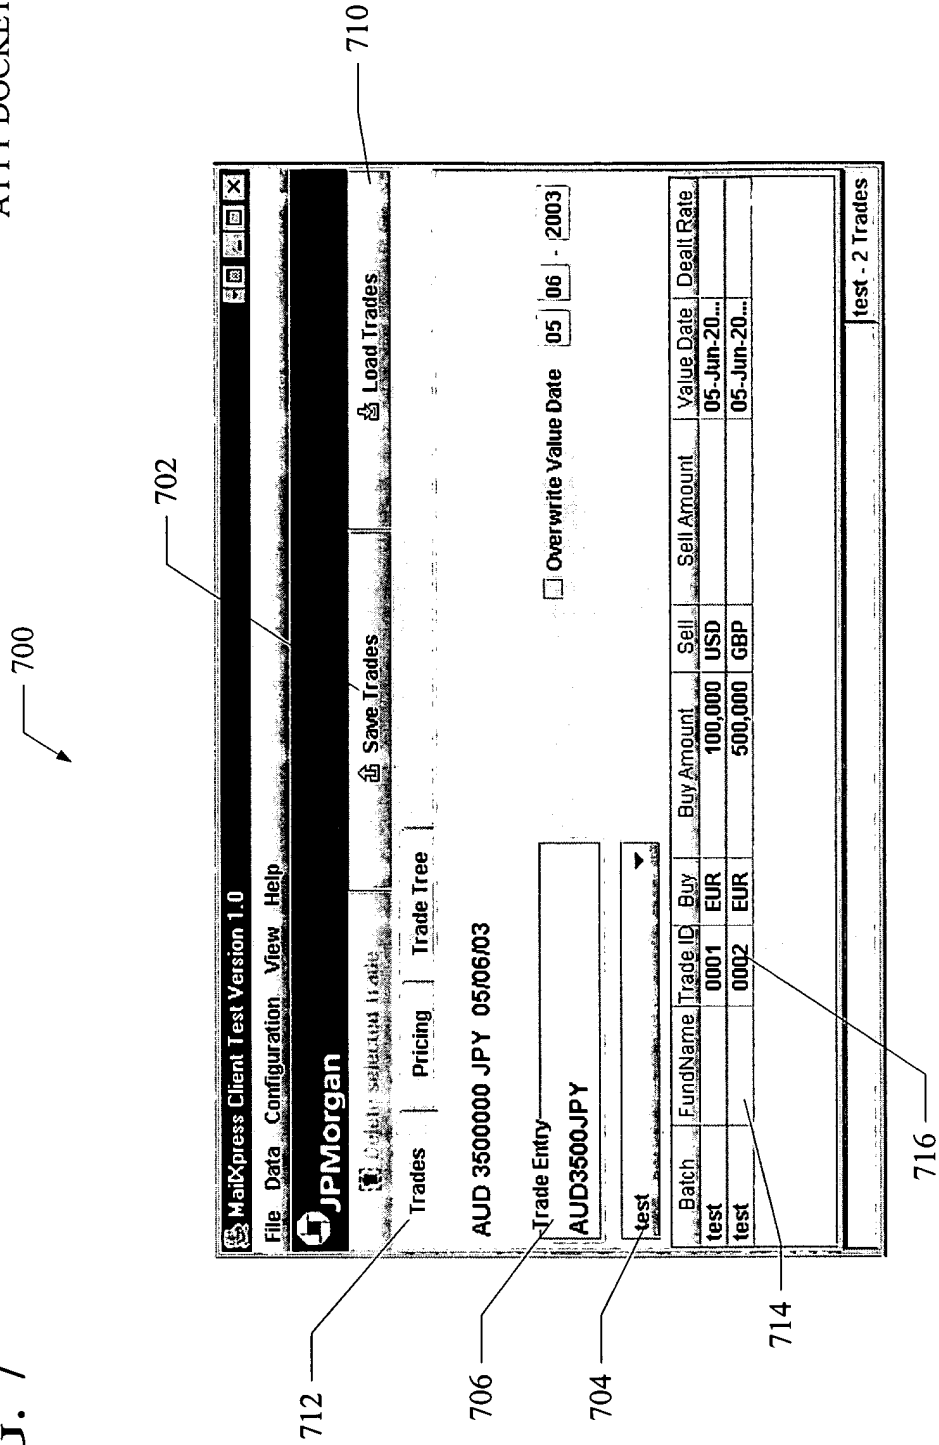 ATTY DOCKET
700
702
710
MaiXpress Client Test Version 1.0
File Data Configuration View Help
JPMorgan
Delete Selected Trade
Save Trades
Load Trades
Trades
Pricing
Trade Tree
712
AUD 3500000 JPY 05/06/03
Trade Entry
AUD3500JPY
Overwrite Value Date
05 06 - 2003
706
test
704
Batch FundName Trade ID Buy Buy Amount Sell Sell Amount Value Date Dealt Rate
test 0001 EUR 100,000 USD 05-Jun-20...
test 0002 EUR 500,000 GBP 05-Jun-20...
714
716
test - 2 Trades